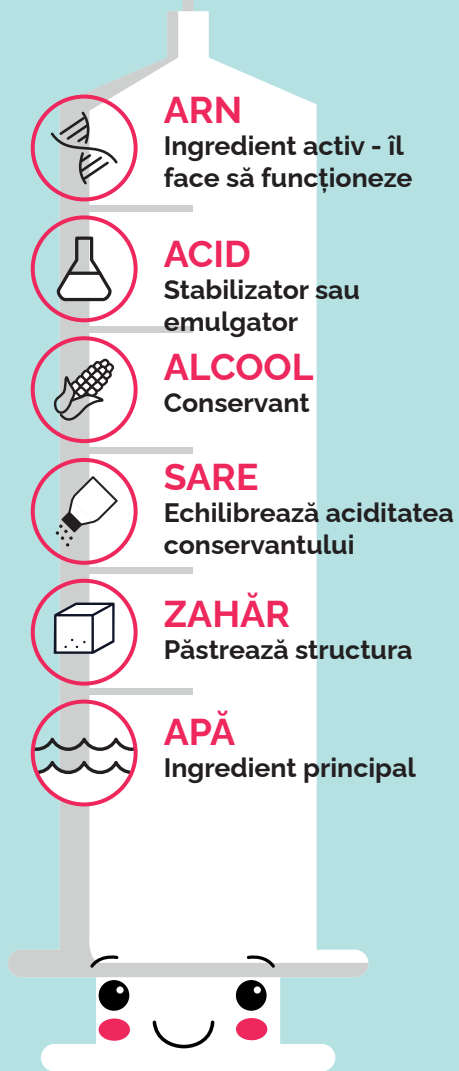 ARN
Ingredient activ - îl
face să funcționeze
ACID
Stabilizator sau
emulgator
ALCOOL
Conservant
SARE
Echilibrează aciditatea
conservantului
ZAHĂR
Păstrează structura
APĂ
Ingredient principal